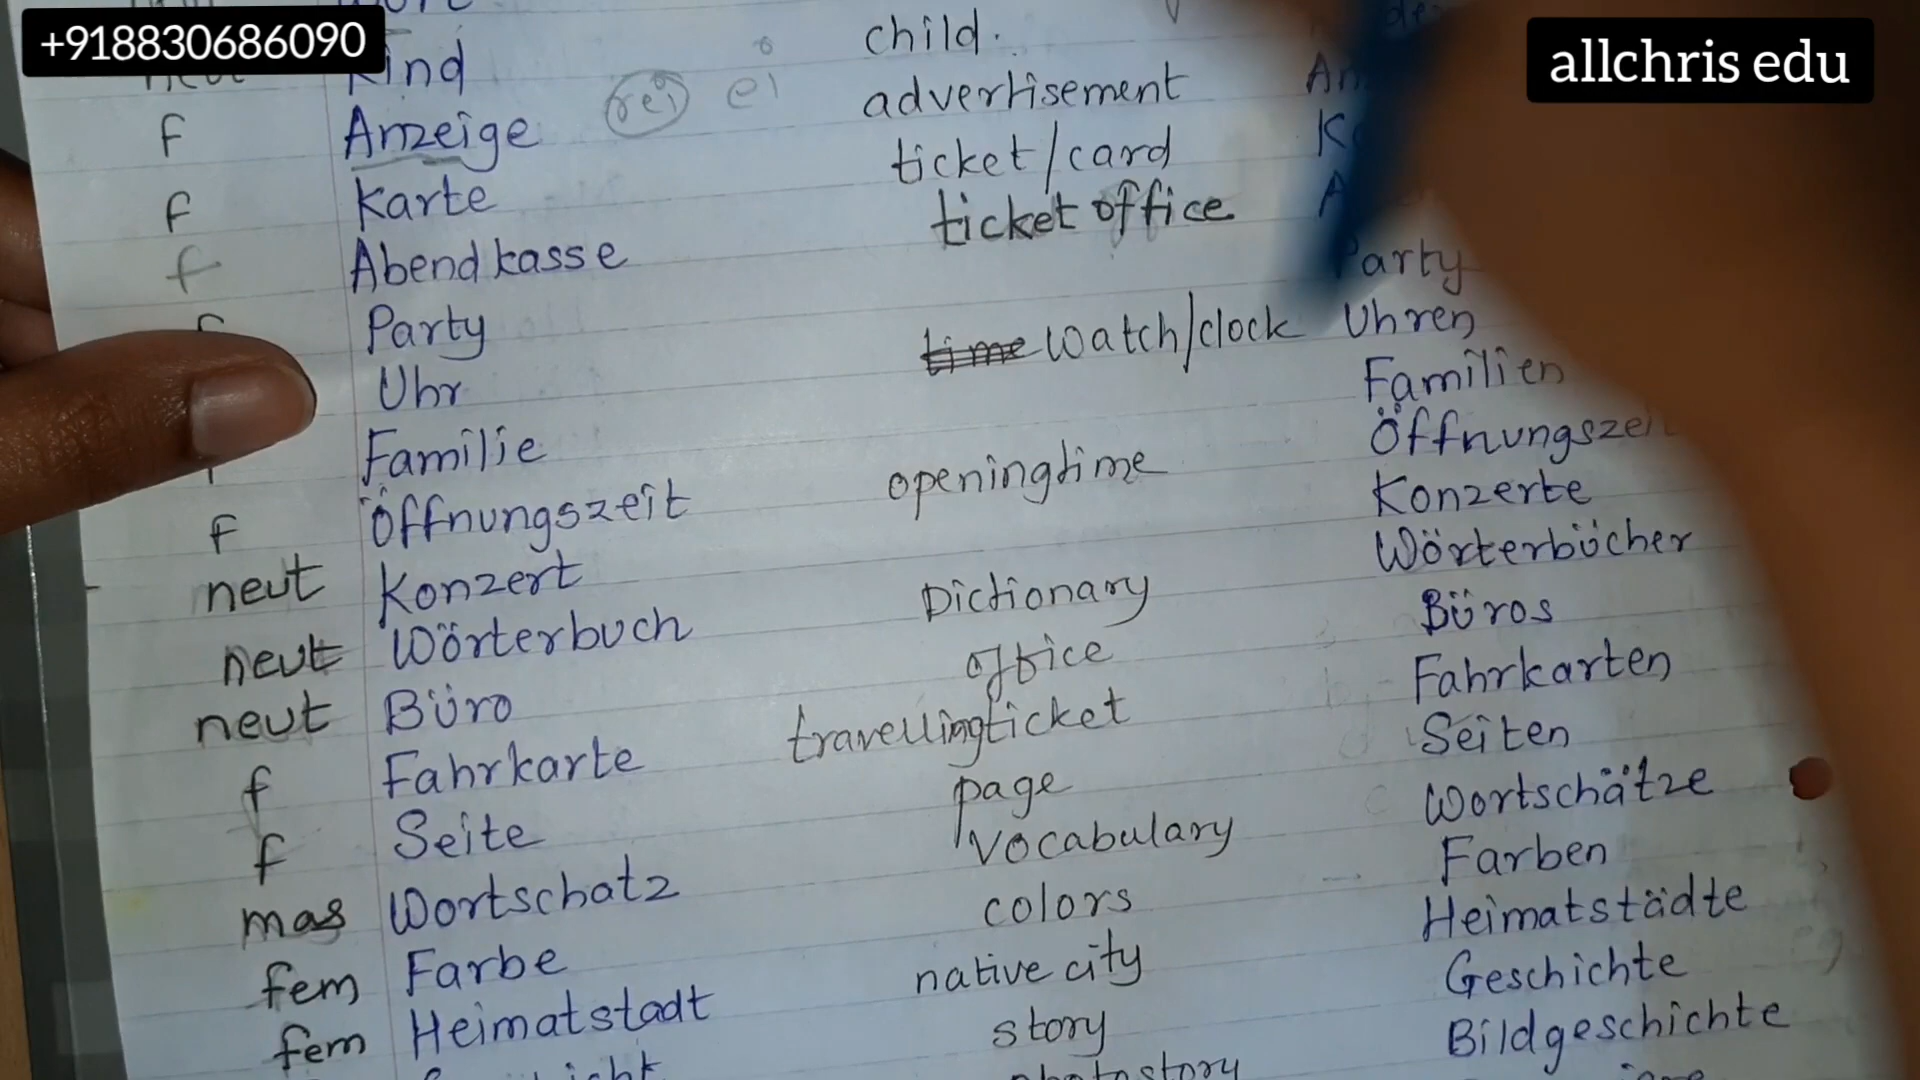 +918830686090
allchris edu
Kind child.
f Anzeige rei ei advertisement
f Karte ticket/card
f Abendkasse ticket office
Party Party
Uhr time watch/clock Uhren
Familie Familien
f Öffnungszeit openingtime Öffnungszei
neut Konzert Konzerte
neut Wörterbuch Dictionary Wörterbücher
neut Büro office Büros
f Fahrkarte travellingticket Fahrkarten
f Seite page Seiten
mas Wortschatz vocabulary Wortschätze
fem Farbe colors Farben
fem Heimatstadt native city Heimatstädte
story Geschichte
Bildgeschichte